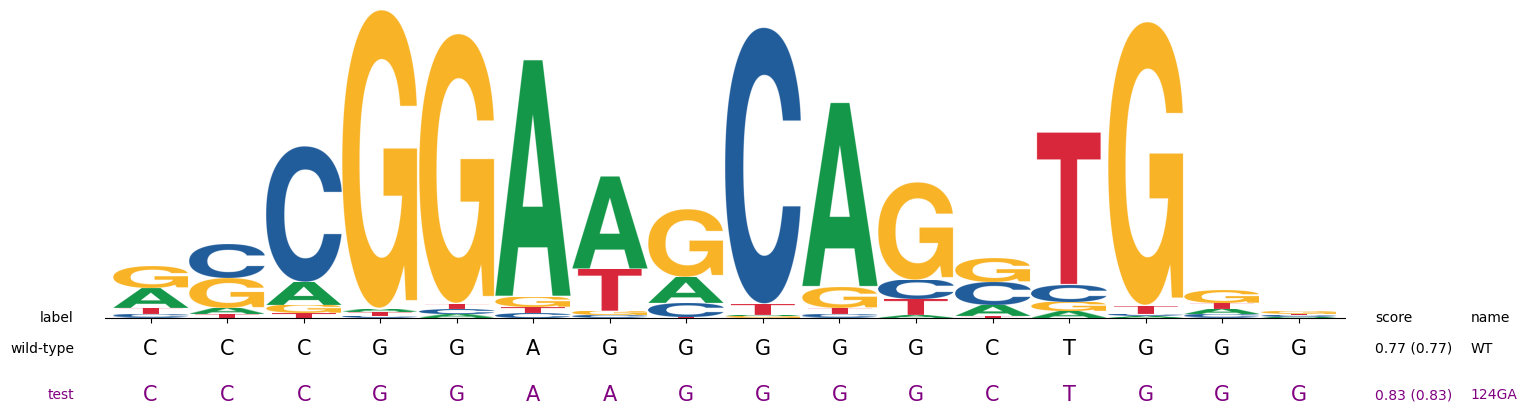 label score name
wild-type C C C G G A G G G G G C T G G G 0.77 (0.77) WT
test C C C G G A A G G G G C T G G G 0.83 (0.83) 124GA